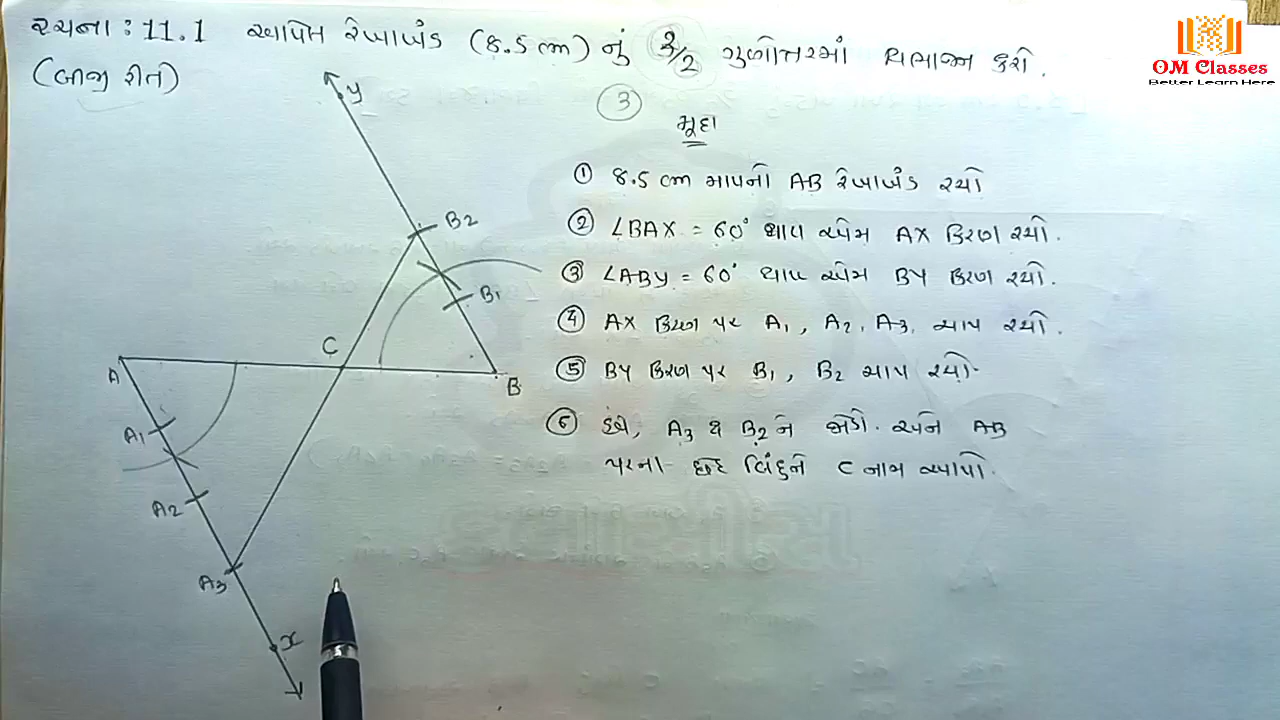 રચના : 11.1 આપેલ રેખાખંડ (8.5 cm) નું 3/2 ગુણોત્તરમાં વિભાજન કરો.
(બીજી રીત)
3
મૂદ્દા
① 8.5 cm માપનો AB રેખાખંડ રચો
② ∠BAX = 60° થાય એમ AX કિરણ રચો.
③ ∠ABY = 60° થાય એમ BY કિરણ રચો.
④ AX કિરણ પર A1, A2, A3 ચાપ રચો.
⑤ BY કિરણ પર B1, B2 ચાપ રચો.
⑥ હવે, A3 B2 ને જોડો. અને AB
પરના છેદ બિંદુને C નામ આપો.
y
B2
B1
C
A
B
A1
A2
A3
x
OM Classes
Better Learn Here